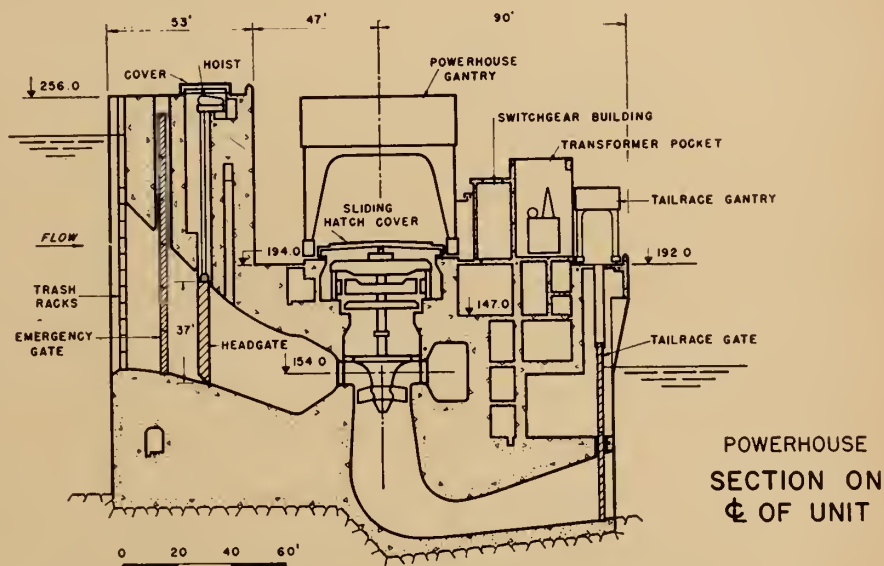 53'
47'
90'
HOIST
COVER
POWERHOUSE
GANTRY
256.0
SWITCHGEAR BUILDING
TRANSFORMER POCKET
SLIDING
HATCH COVER
TAILRACE GANTRY
FLOW
194.0
192.0
TRASH
RACKS
147.0
EMERGENCY
GATE
37'
HEADGATE
154.0
TAILRACE GATE
POWERHOUSE
SECTION ON
℄ OF UNIT
0 20 40 60'